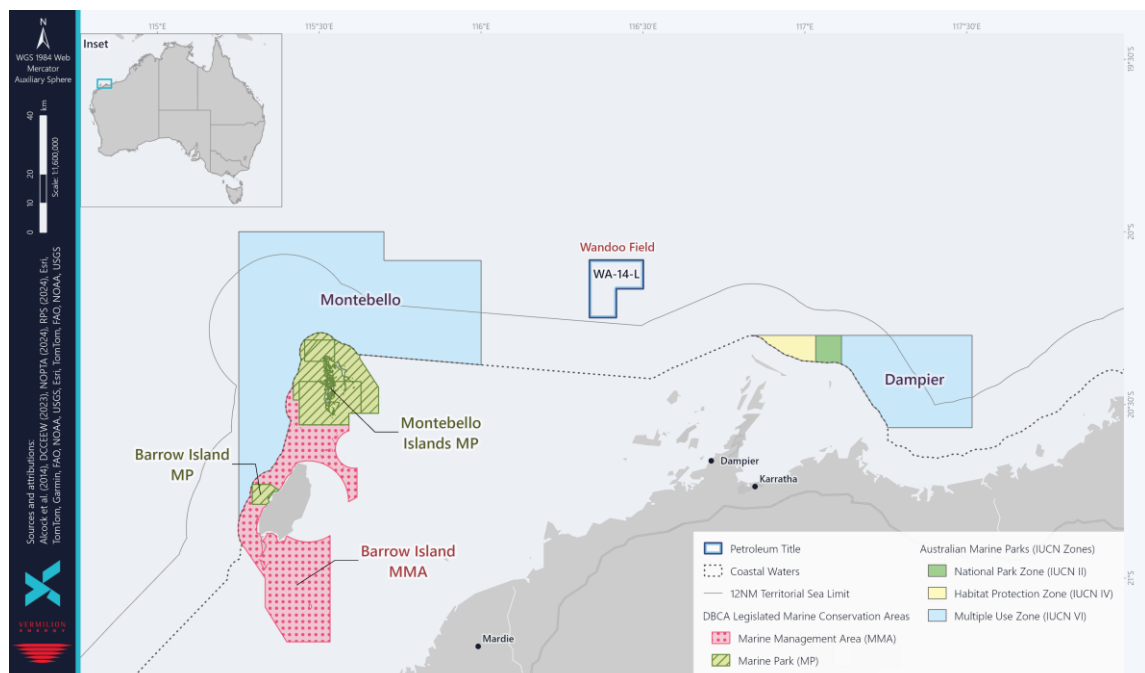 N
WGS 1984 Web
Mercator
Auxiliary Sphere
km
0 10 20 40
Scale: 1:1,600,000
Sources and attributions:
Alcock et al. (2014), DCCEEW (2023), NOPTA (2024), RPS (2024), Esri,
TomTom, Garmin, FAO, NOAA, USGS, Esri, TomTom, FAO, NOAA, USGS
VERMILION
ENERGY
Inset
115°E
115°30'E
116°E
116°30'E
117°E
117°30'E
19°30'S
20°S
20°30'S
21°S
Wandoo Field
WA-14-L
Montebello
Dampier
Montebello
Islands MP
Barrow Island
MP
Barrow Island
MMA
Dampier
Karratha
Mardie
Petroleum Title
Coastal Waters
12NM Territorial Sea Limit
DBCA Legislated Marine Conservation Areas
Marine Management Area (MMA)
Marine Park (MP)
Australian Marine Parks (IUCN Zones)
National Park Zone (IUCN II)
Habitat Protection Zone (IUCN IV)
Multiple Use Zone (IUCN VI)